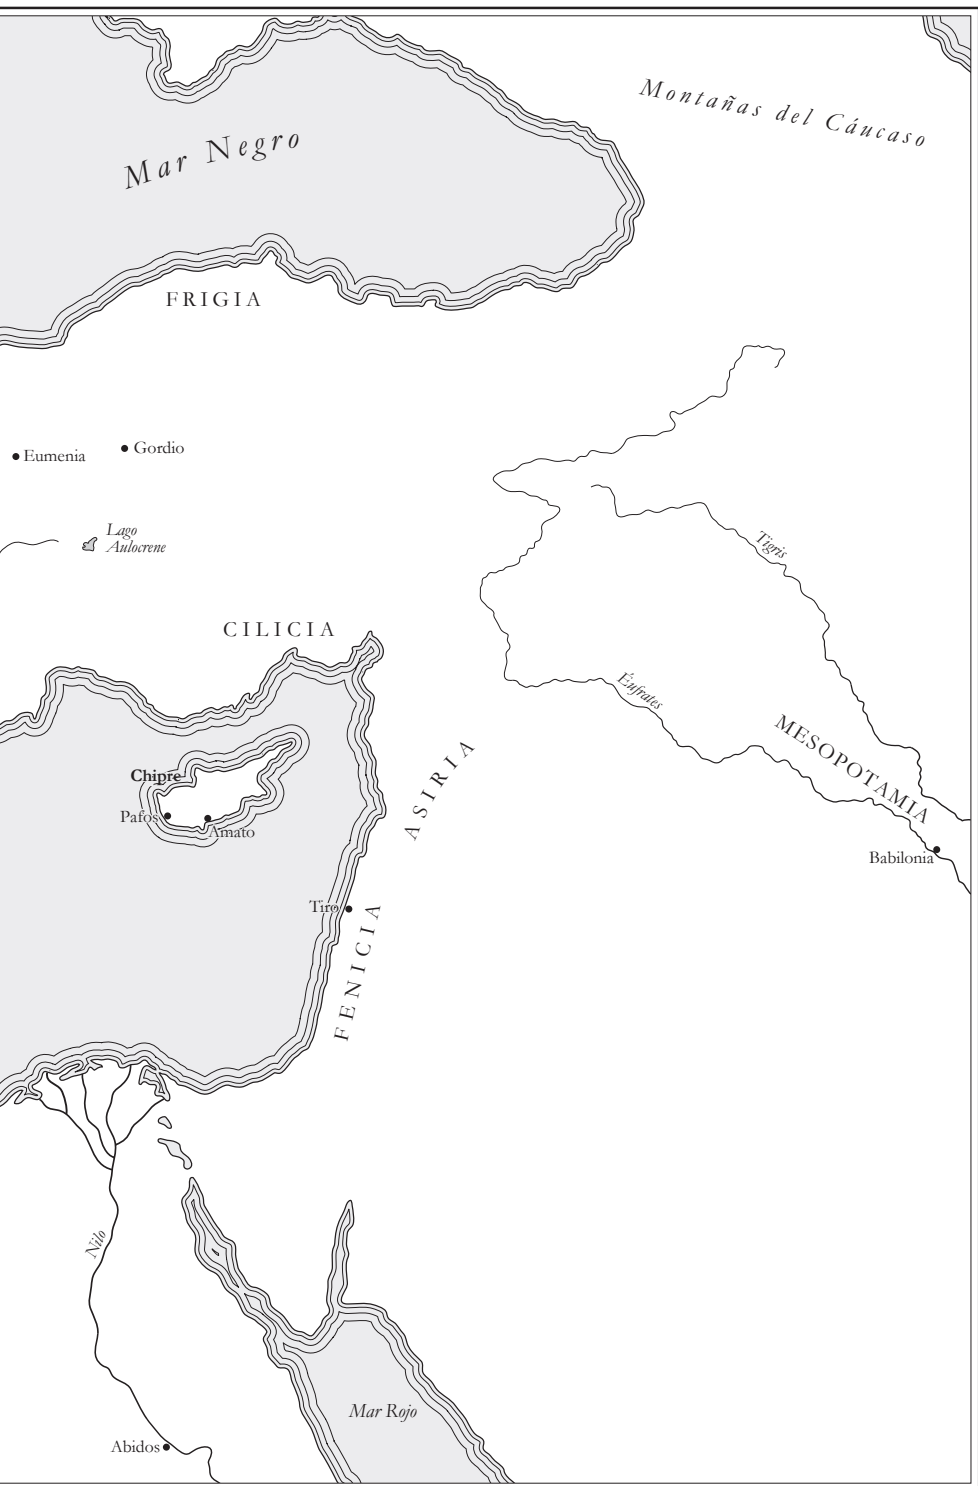 Montañas del Cáucaso
Mar Negro
FRIGIA
Eumenia
Gordio
Lago
Aulocrene
Tigris
CILICIA
Éufrates
MESOPOTAMIA
ASIRIA
Chipre
Pafos
Amato
Babilonia
Tiro
FENICIA
Nilo
Mar Rojo
Abidos